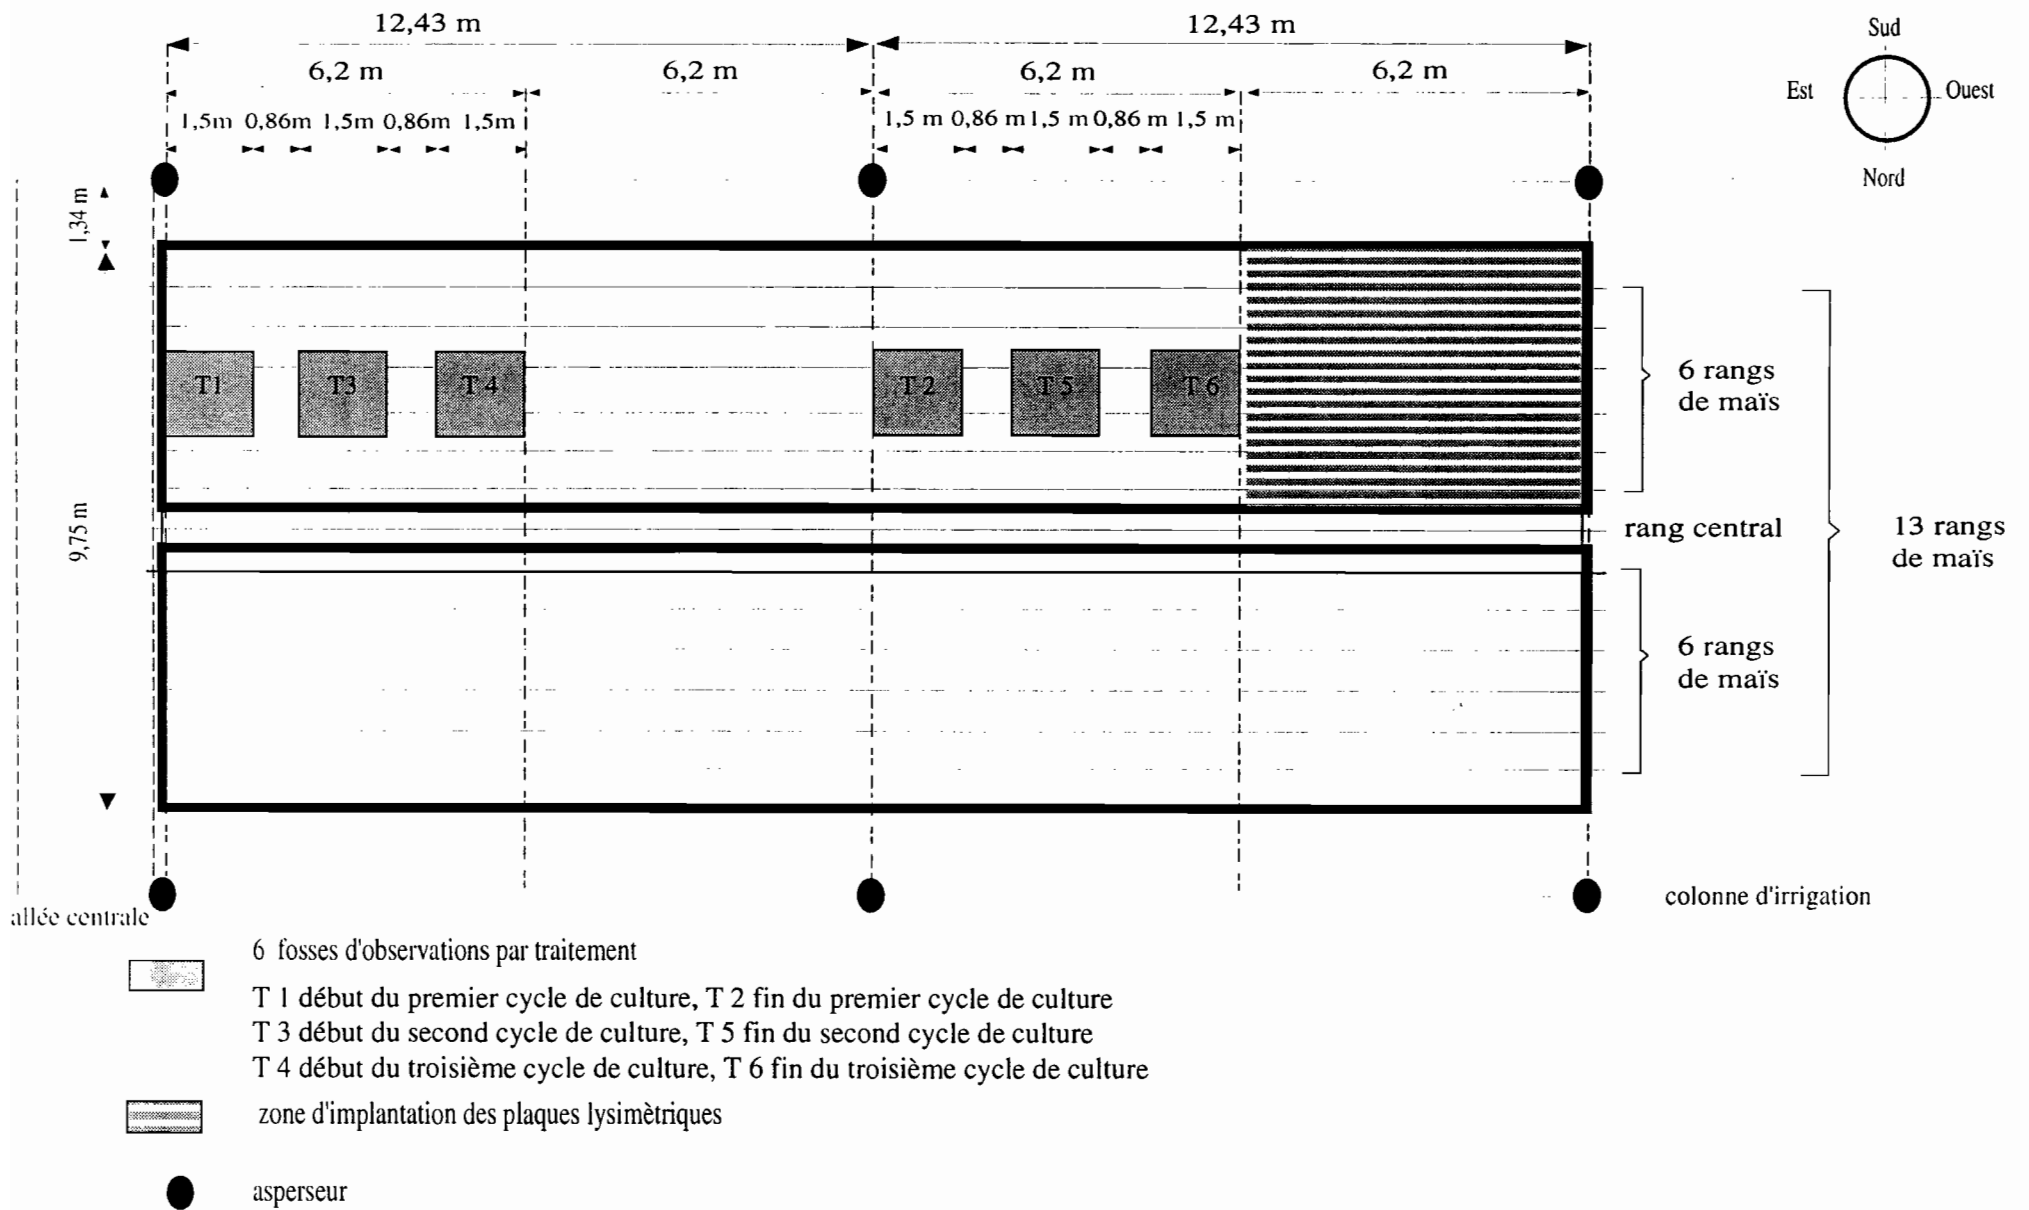 12,43 m 12,43 m
6,2 m 6,2 m 6,2 m 6,2 m
1,5m 0,86m 1,5m 0,86m 1,5m 1,5 m 0,86 m 1,5 m 0,86 m 1,5 m
Sud
Est Ouest
Nord
1,34 m
T1 T3 T 4 T 2 T 5 T 6
6 rangs
de maïs
9,75 m
rang central
13 rangs
de maïs
6 rangs
de maïs
colonne d'irrigation
allée centrale
6 fosses d'observations par traitement
T 1 début du premier cycle de culture, T 2 fin du premier cycle de culture
T 3 début du second cycle de culture, T 5 fin du second cycle de culture
T 4 début du troisième cycle de culture, T 6 fin du troisième cycle de culture
zone d'implantation des plaques lysimètriques
asperseur